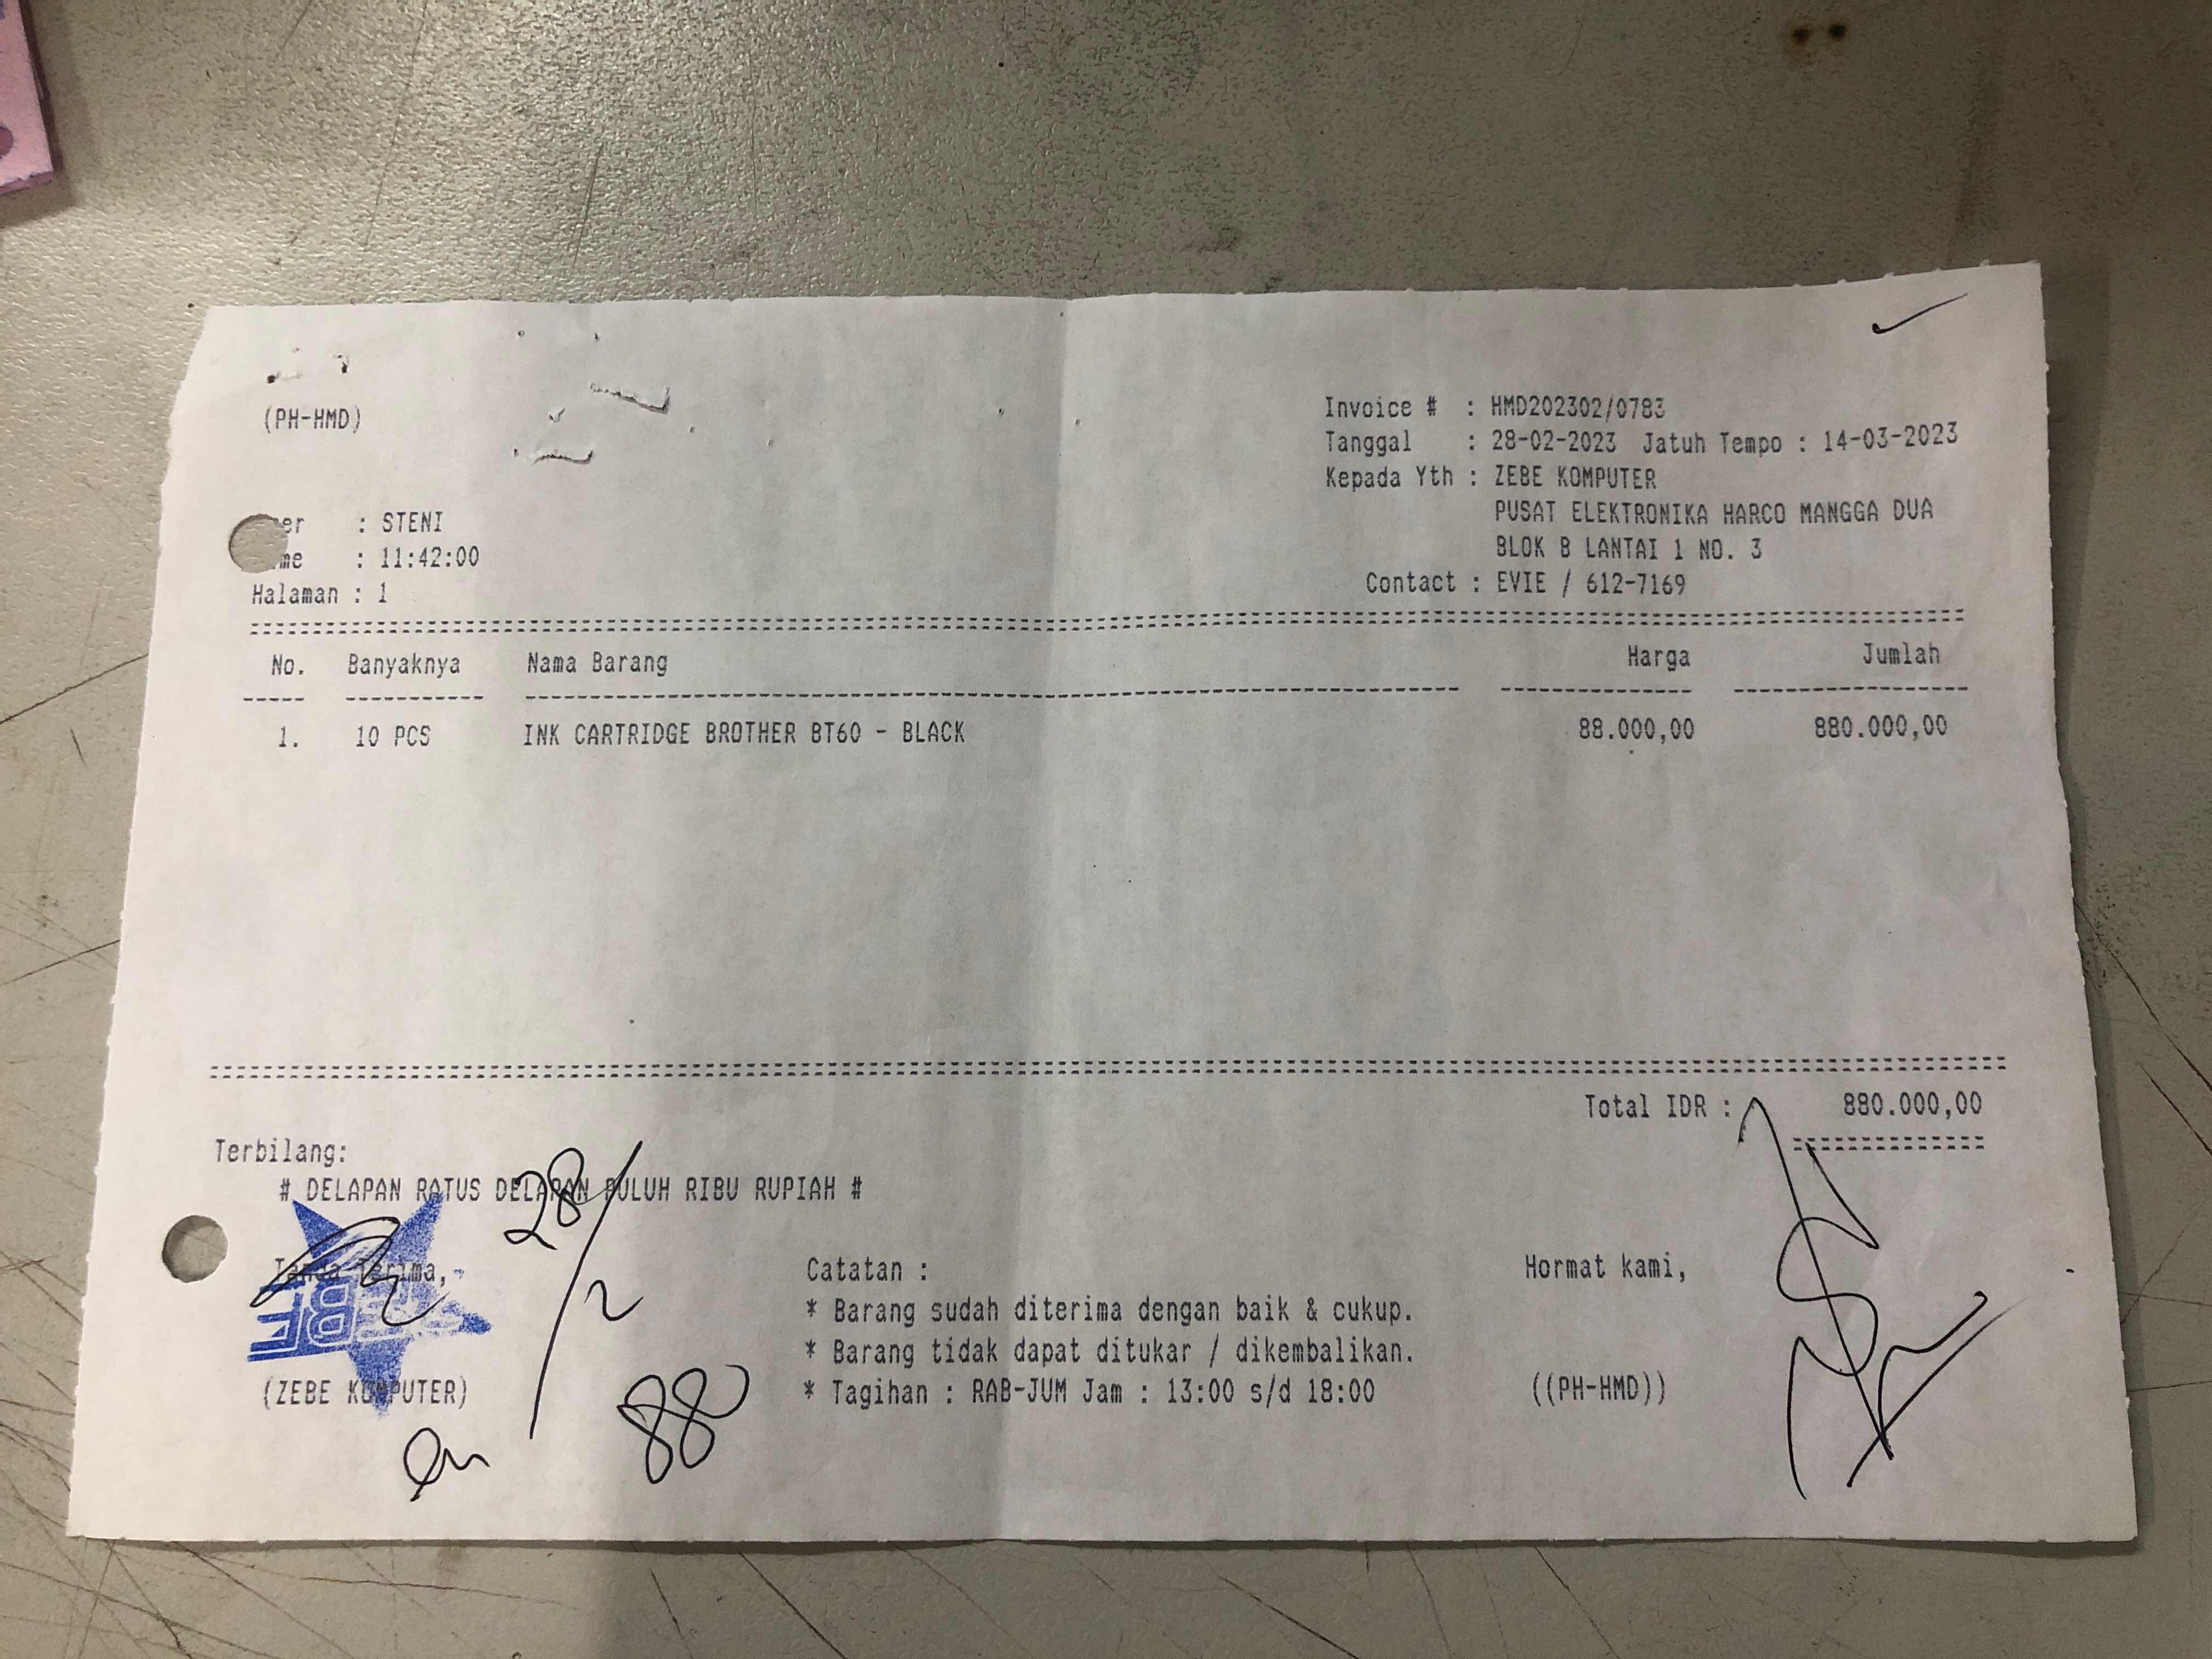 (PH-HMD)
Invoice # : HMD202302/0783
Tanggal : 28-02-2023 Jatuh Tempo : 14-03-2023
Kepada Yth : ZEBE KOMPUTER
PUSAT ELEKTRONIKA HARCO MANGGA DUA
BLOK B LANTAI 1 NO. 3
Contact : EVIE / 612-7169
: STENI
: 11:42:00
Halaman : 1
No. Banyaknya Nama Barang Harga Jumlah
1. 10 PCS INK CARTRIDGE BROTHER BT60 - BLACK 88.000,00 880.000,00
Total IDR : 880.000,00
Terbilang:
# DELAPAN RATUS DELAPAN PULUH RIBU RUPIAH #
28/2
Tanda Terima,
Catatan :
* Barang sudah diterima dengan baik & cukup.
* Barang tidak dapat ditukar / dikembalikan.
* Tagihan : RAB-JUM Jam : 13:00 s/d 18:00
Hormat kami,
((PH-HMD))
(ZEBE KOMPUTER)
880